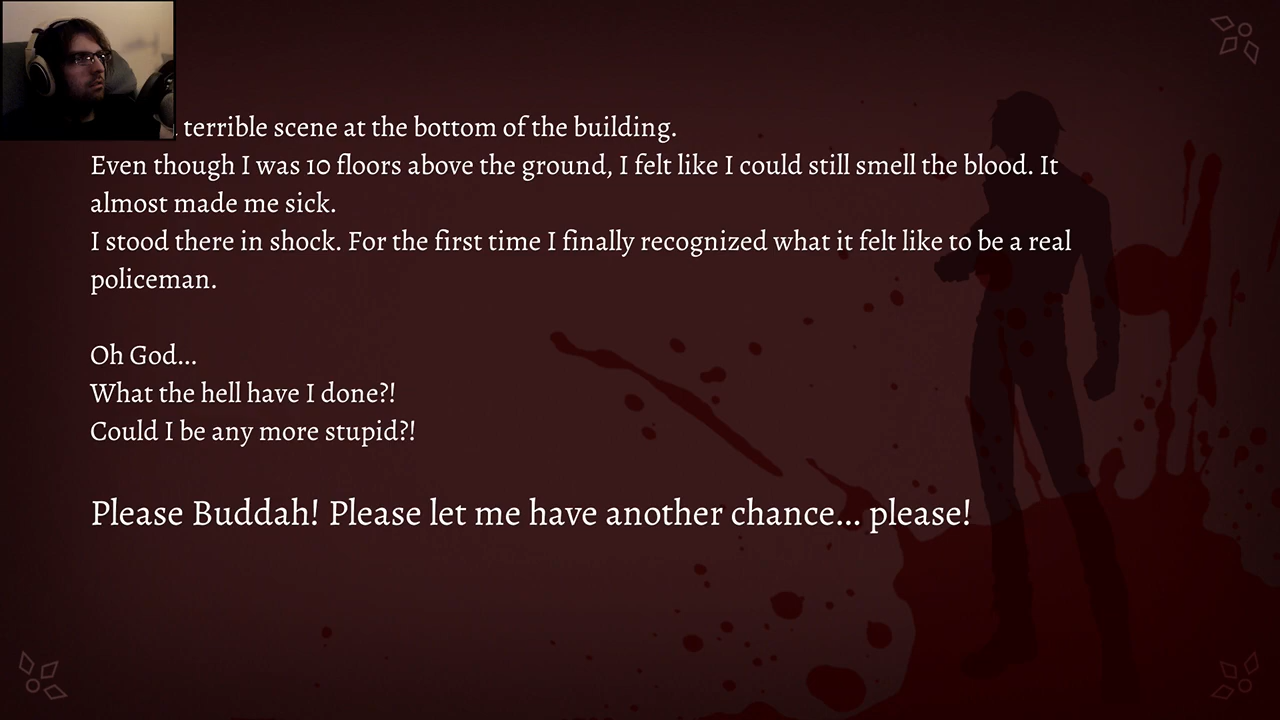 terrible scene at the bottom of the building.
Even though I was 10 floors above the ground, I felt like I could still smell the blood. It
almost made me sick.
I stood there in shock. For the first time I finally recognized what it felt like to be a real
policeman.
Oh God...
What the hell have I done?!
Could I be any more stupid?!
Please Buddah! Please let me have another chance... please!